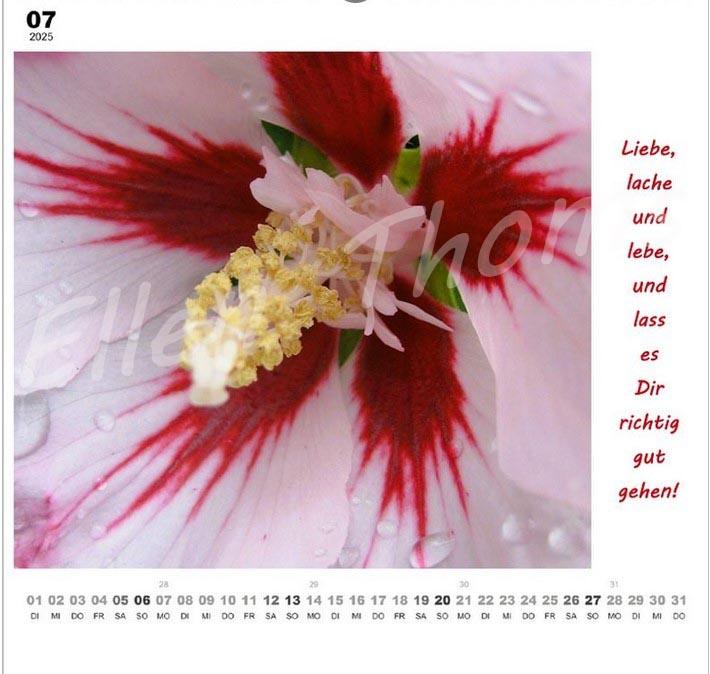 07
2025
Ellen Thom
Liebe,
lache
und
lebe,
und
lass
es
Dir
richtig
gut
gehen!
28 29 30 31
01 02 03 04 05 06 07 08 09 10 11 12 13 14 15 16 17 18 19 20 21 22 23 24 25 26 27 28 29 30 31
DI MI DO FR SA SO MO DI MI DO FR SA SO MO DI MI DO FR SA SO MO DI MI DO FR SA SO MO DI MI DO